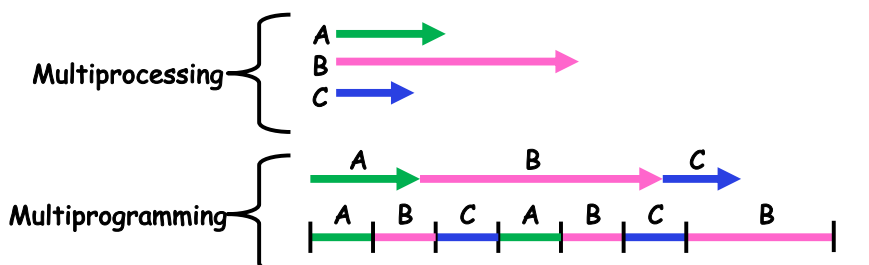 Multiprocessing
A
B
C
Multiprogramming
A B C
A B C A B C B